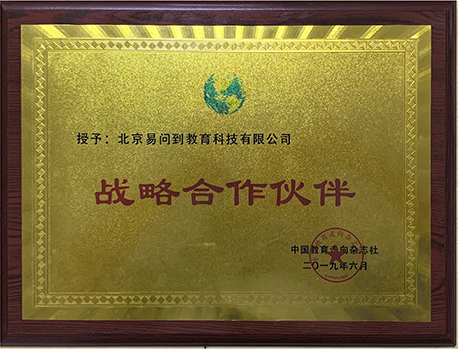 授予：北京易问到教育科技有限公司
战略合作伙伴
中国教育走向杂志社
二〇一九年六月